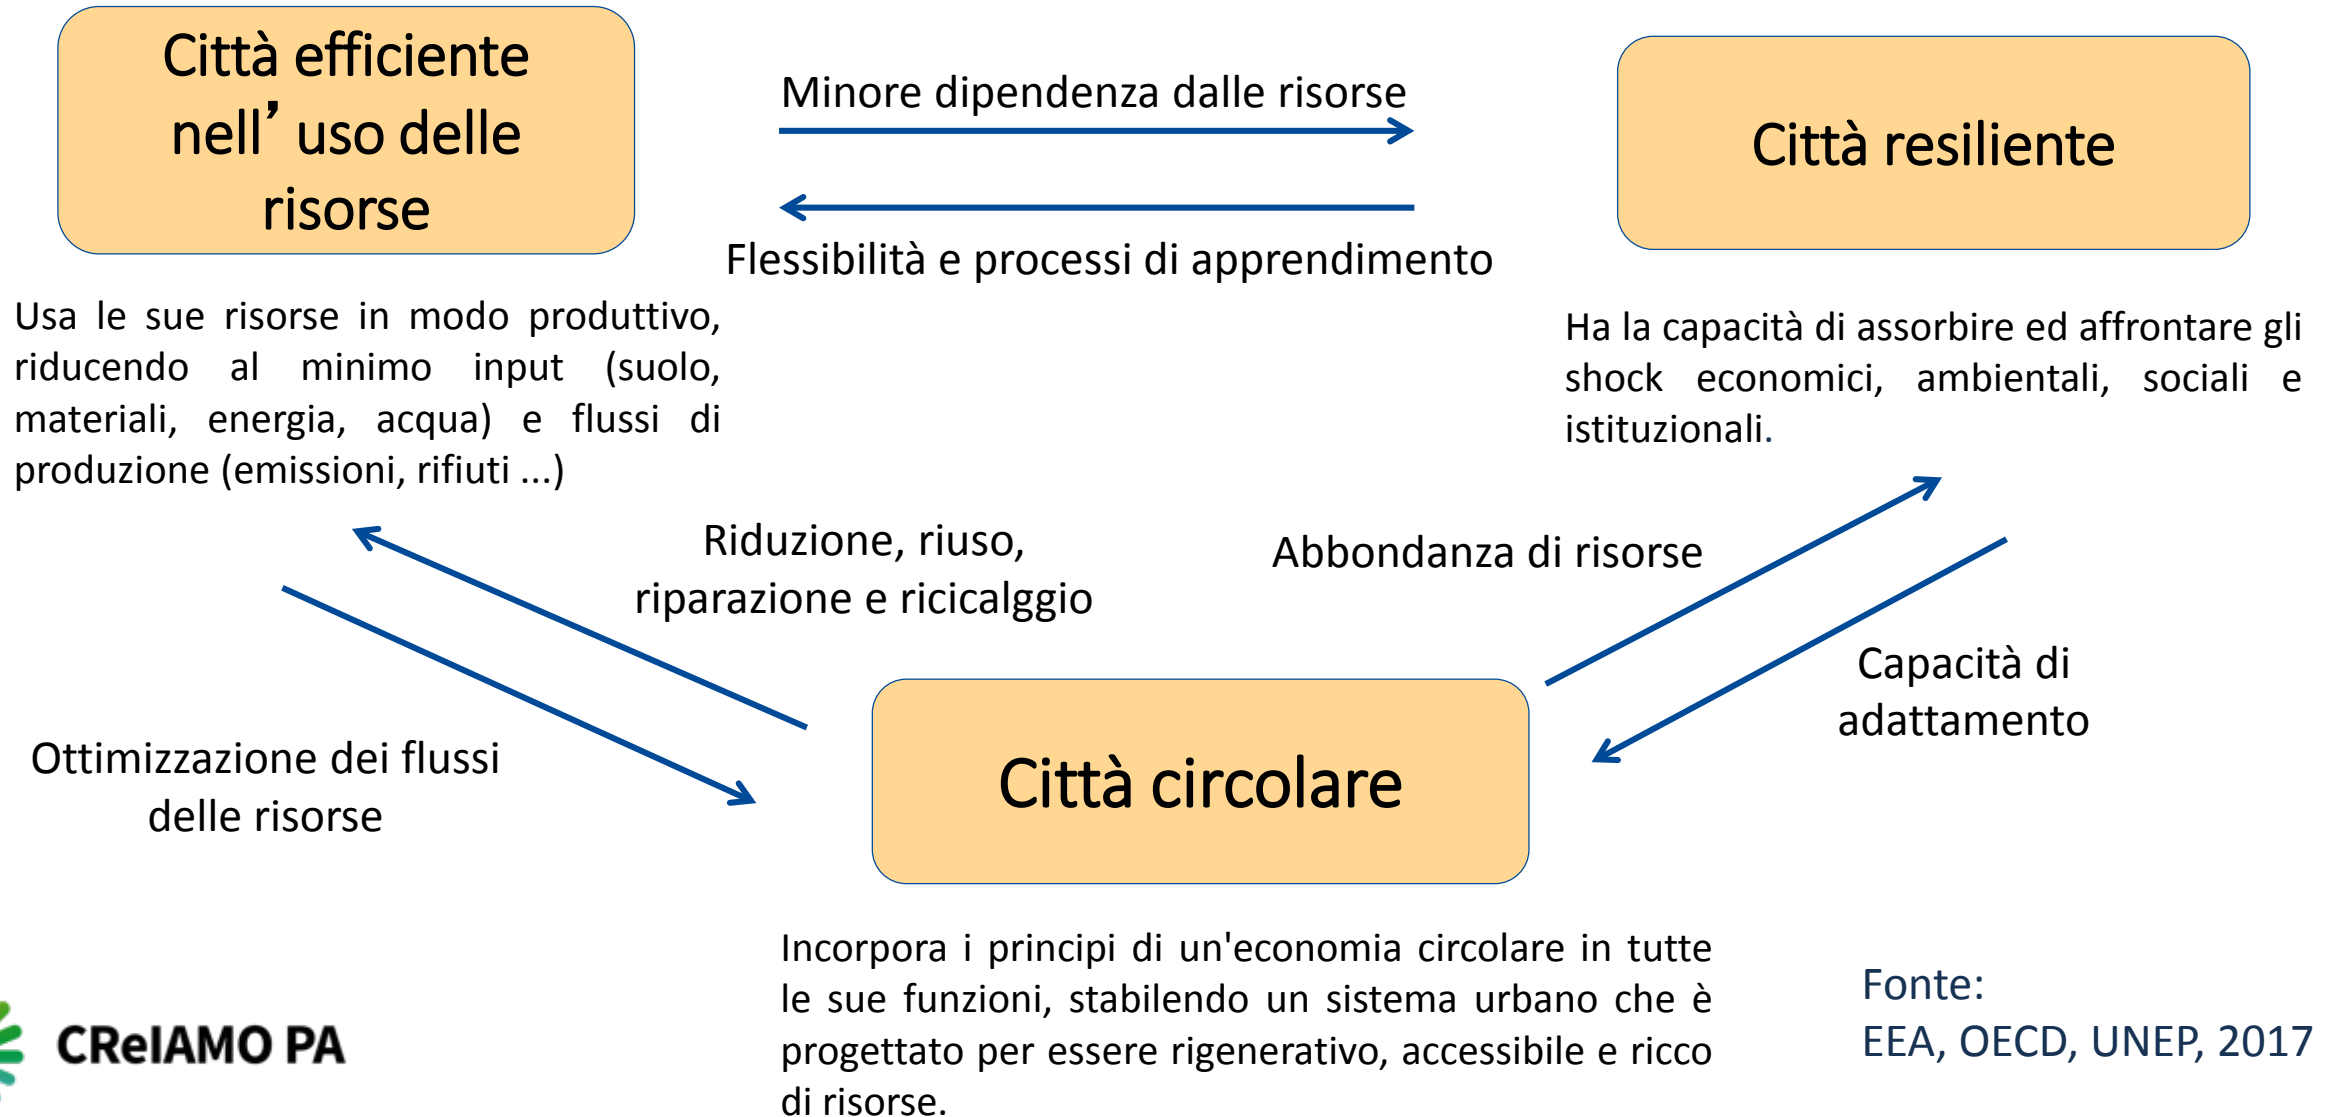 Città efficiente
nell’ uso delle
risorse
Minore dipendenza dalle risorse
Città resiliente
Flessibilità e processi di apprendimento
Usa le sue risorse in modo produttivo,
riducendo al minimo input (suolo,
materiali, energia, acqua) e flussi di
produzione (emissioni, rifiuti ...)
Ha la capacità di assorbire ed affrontare gli
shock economici, ambientali, sociali e
istituzionali.
Riduzione, riuso,
riparazione e ricicalggio
Abbondanza di risorse
Capacità di
adattamento
Ottimizzazione dei flussi
delle risorse
Città circolare
Incorpora i principi di un'economia circolare in tutte
le sue funzioni, stabilendo un sistema urbano che è
progettato per essere rigenerativo, accessibile e ricco
di risorse.
Fonte:
EEA, OECD, UNEP, 2017
CReIAMO PA